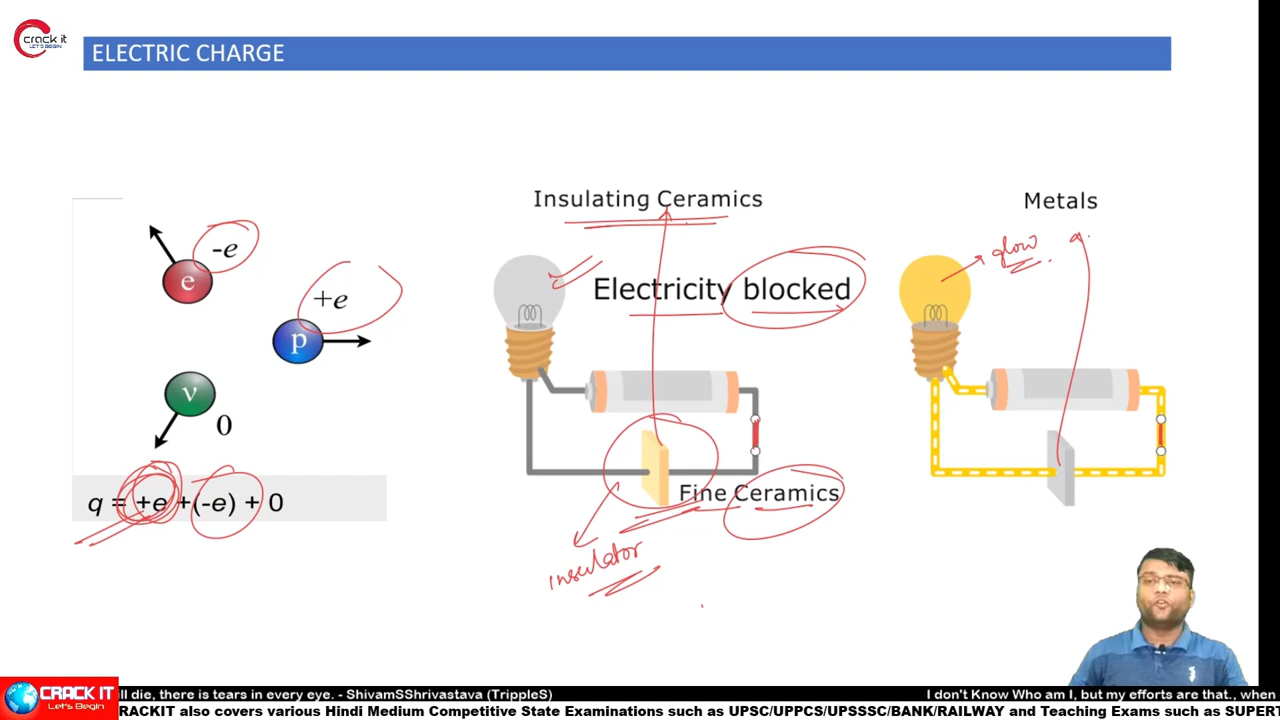 crack it
LET'S BEGIN
ELECTRIC CHARGE
Insulating Ceramics
Metals
-e
e
+e
p
ν
0
q = +e +(-e) + 0
Electricity blocked
glow
Fine Ceramics
insulator
CRACK IT
Let's Begin
ll die, there is tears in every eye. - ShivamSShrivastava (TrippleS)
I don't Know Who am I, but my efforts are that., when
CRACKIT also covers various Hindi Medium Competitive State Examinations such as UPSC/UPPCS/UPSSSC/BANK/RAILWAY and Teaching Exams such as SUPERT